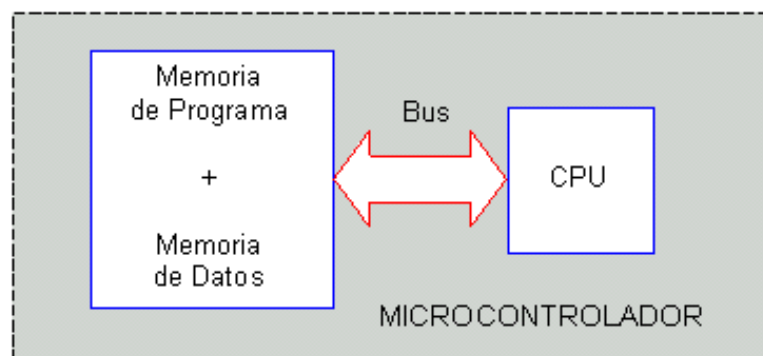 Memoria
de Programa
+
Memoria
de Datos
Bus
CPU
MICROCONTROLADOR